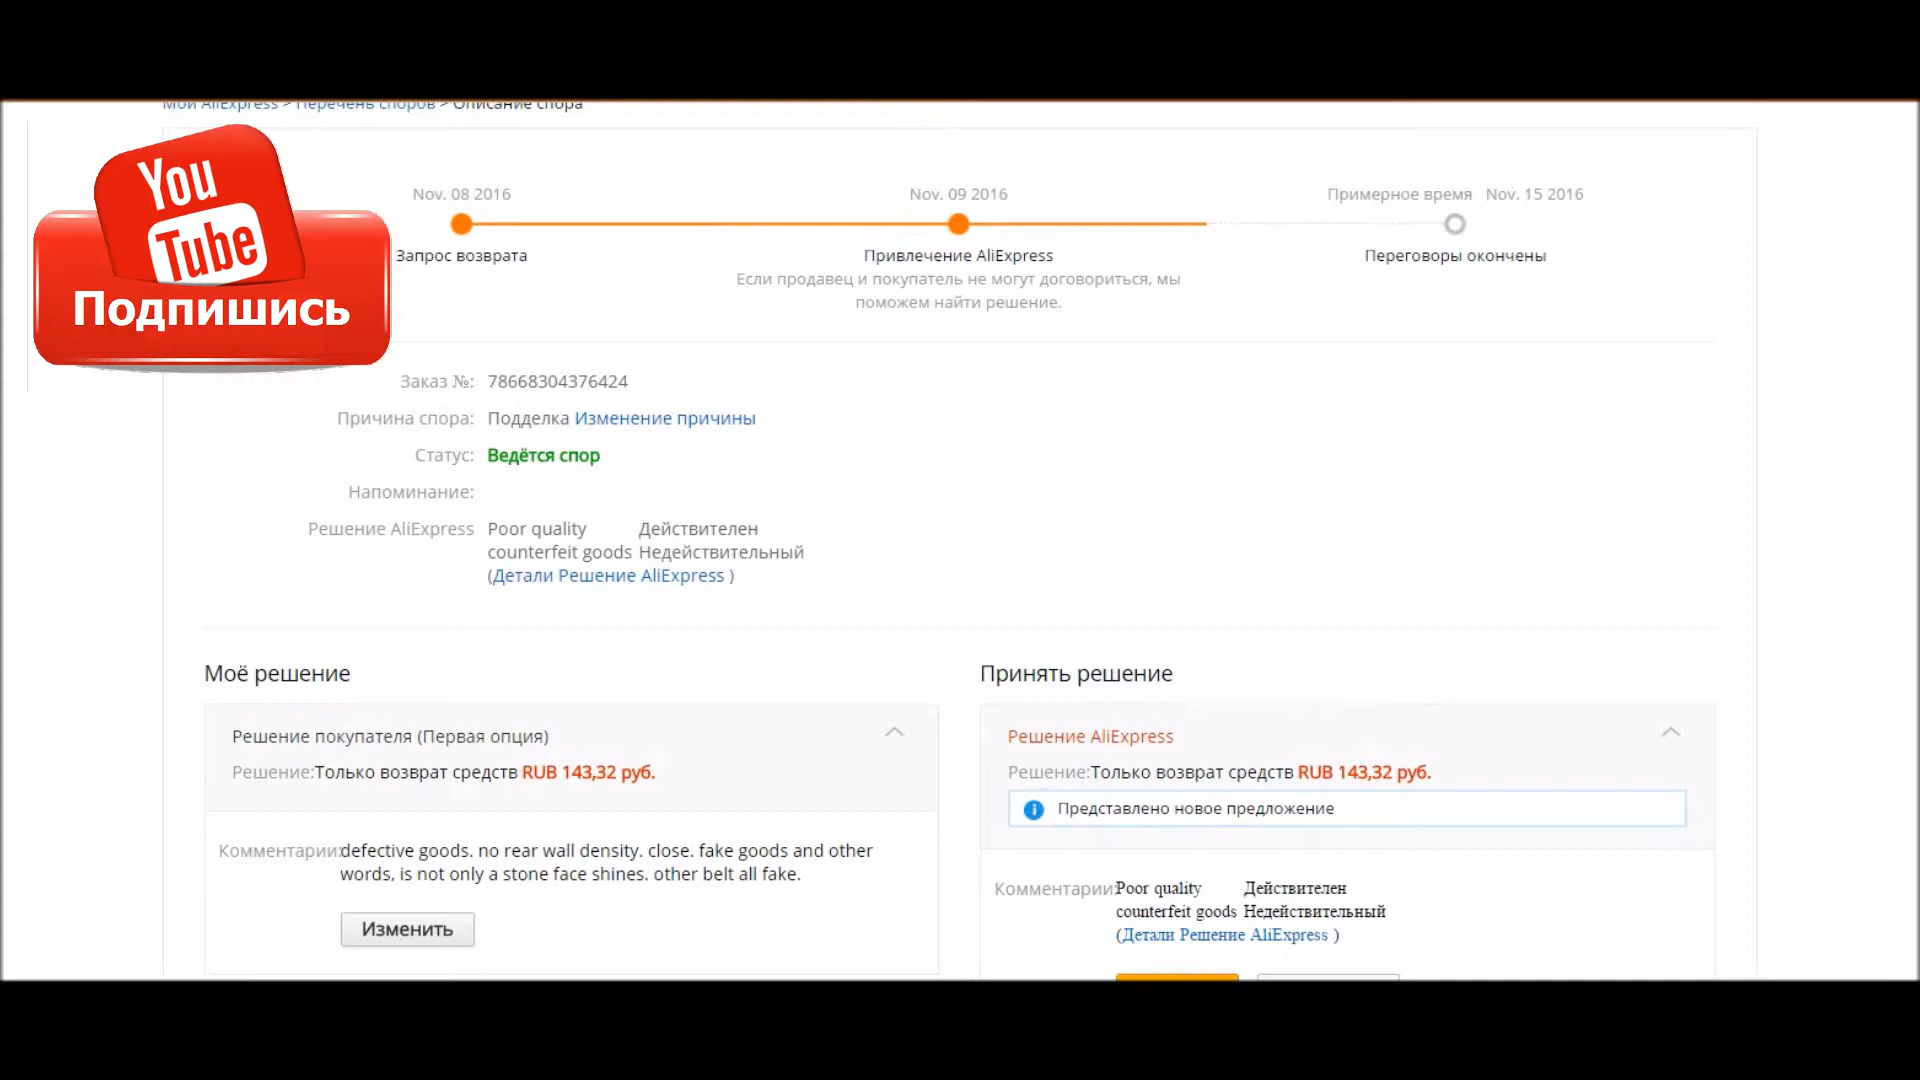 Мой AliExpress > Перечень споров > Описание спора
You
Tube
Подпишись
Nov. 08 2016
Nov. 09 2016
Примерное время Nov. 15 2016
Запрос возврата
Привлечение AliExpress
Переговоры окончены
Если продавец и покупатель не могут договориться, мы
поможем найти решение.
Заказ №: 78668304376424
Причина спора: Подделка Изменение причины
Статус: Ведётся спор
Напоминание:
Решение AliExpress Poor quality Действителен
counterfeit goods Недействительный
(Детали Решение AliExpress )
Моё решение
Решение покупателя (Первая опция)
Решение:Только возврат средств RUB 143,32 руб.
Комментарии:defective goods. no rear wall density. close. fake goods and other
words, is not only a stone face shines. other belt all fake.
Изменить
Принять решение
Решение AliExpress
Решение:Только возврат средств RUB 143,32 руб.
Представлено новое предложение
Комментарии:Poor quality Действителен
counterfeit goods Недействительный
(Детали Решение AliExpress )